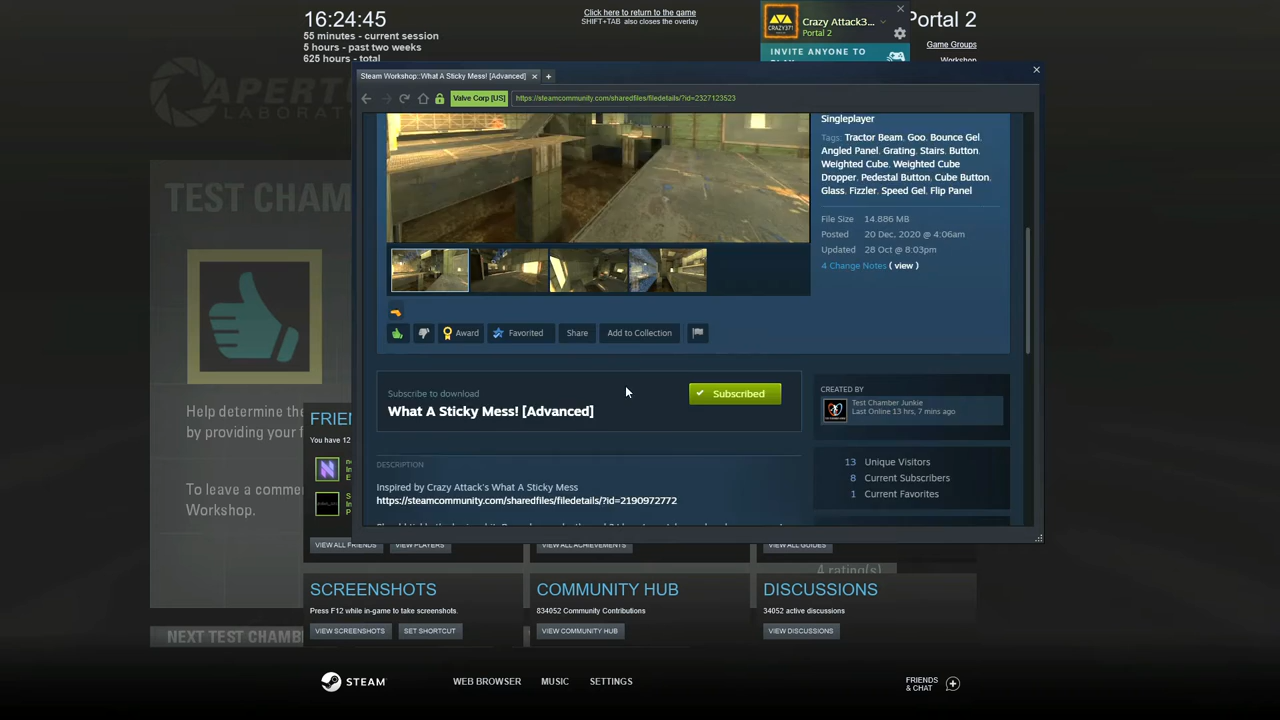 16:24:45
55 minutes - current session
5 hours - past two weeks
625 hours - total
Click here to return to the game
SHIFT+TAB also closes the overlay
CRAZY37!
Crazy Attack3...
Portal 2
INVITE ANYONE TO
Portal 2
Game Groups
Workshop
Steam Workshop::What A Sticky Mess! [Advanced]
Valve Corp [US]
https://steamcommunity.com/sharedfiles/filedetails/?id=2327123523
Singleplayer
Tags: Tractor Beam, Goo, Bounce Gel,
Angled Panel, Grating, Stairs, Button,
Weighted Cube, Weighted Cube
Dropper, Pedestal Button, Cube Button,
Glass, Fizzler, Speed Gel, Flip Panel
File Size 14.886 MB
Posted 20 Dec, 2020 @ 4:06am
Updated 28 Oct @ 8:03pm
4 Change Notes ( view )
Award
Favorited
Share
Add to Collection
Subscribe to download
What A Sticky Mess! [Advanced]
Subscribed
CREATED BY
Test Chamber Junkie
Last Online 13 hrs, 7 mins ago
13 Unique Visitors
8 Current Subscribers
1 Current Favorites
DESCRIPTION
Inspired by Crazy Attack's What A Sticky Mess
https://steamcommunity.com/sharedfiles/filedetails/?id=2190972772
APERTU
LABORAT
TEST CHAM
Help determine the
by providing your f
To leave a comme
Workshop.
NEXT TEST CHAMB
FRIEN
You have 12
VIEW ALL FRIENDS
VIEW PLAYERS
VIEW ALL ACHIEVEMENTS
VIEW ALL GUIDES
4 rating(s)
SCREENSHOTS
Press F12 while in-game to take screenshots.
VIEW SCREENSHOTS
SET SHORTCUT
COMMUNITY HUB
834052 Community Contributions
VIEW COMMUNITY HUB
DISCUSSIONS
34052 active discussions
VIEW DISCUSSIONS
STEAM
WEB BROWSER
MUSIC
SETTINGS
FRIENDS
& CHAT